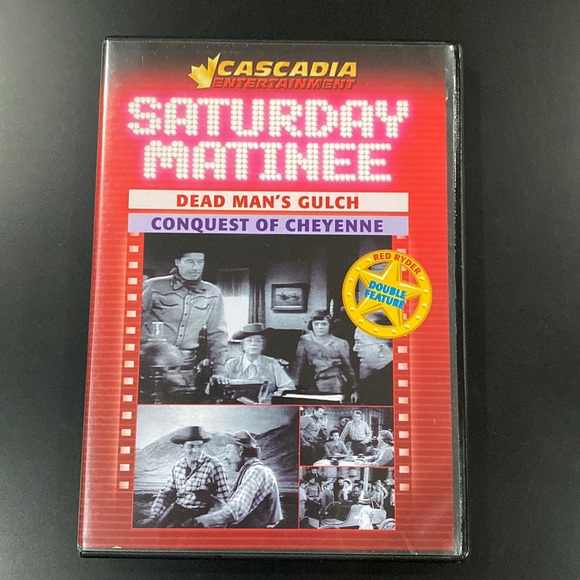 CASCADIA
ENTERTAINMENT
SATURDAY
MATINEE
DEAD MAN'S GULCH
CONQUEST OF CHEYENNE
RED RYDER
DOUBLE
FEATURE